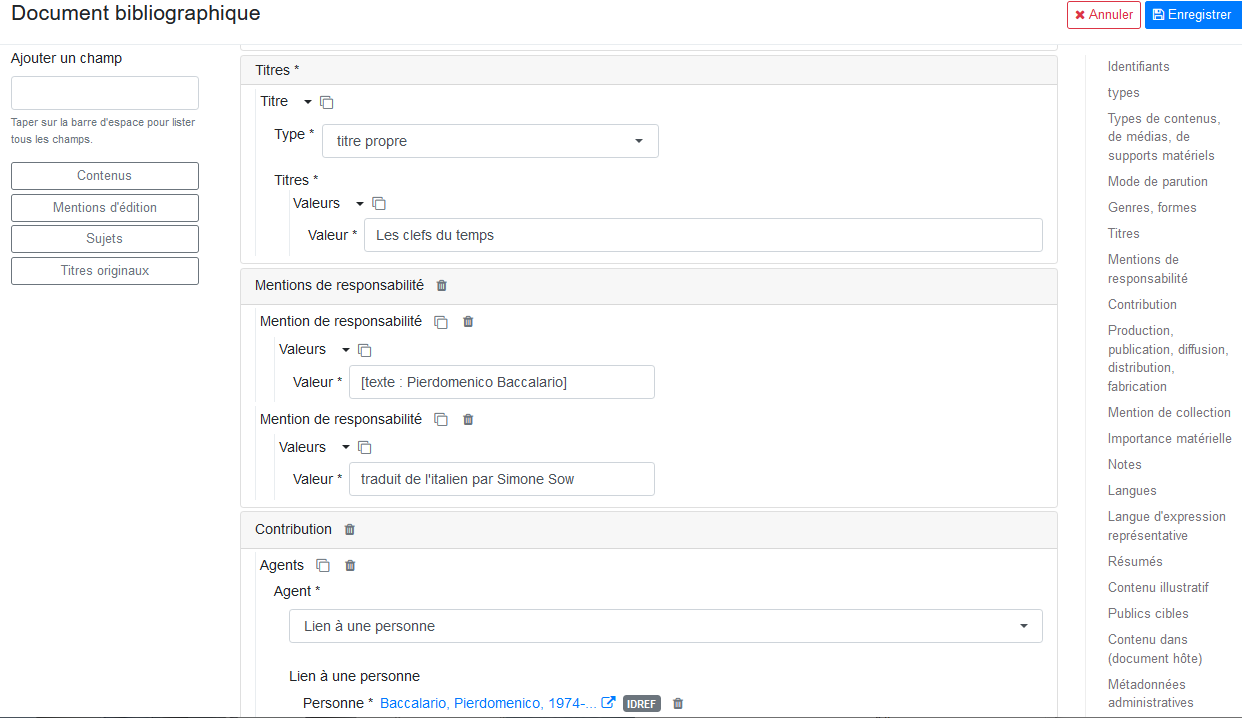 Document bibliographique
Annuler
Enregistrer
Ajouter un champ
Taper sur la barre d'espace pour lister
tous les champs.
Contenus
Mentions d'édition
Sujets
Titres originaux
Titres *
Titre
Type *
titre propre
Titres *
Valeurs
Valeur *
Les clefs du temps
Mentions de responsabilité
Mention de responsabilité
Valeurs
Valeur *
[texte : Pierdomenico Baccalario]
Mention de responsabilité
Valeurs
Valeur *
traduit de l'italien par Simone Sow
Contribution
Agents
Agent *
Lien à une personne
Lien à une personne
Personne * Baccalario, Pierdomenico, 1974-... IDREF
Identifiants
types
Types de contenus,
de médias, de
supports matériels
Mode de parution
Genres, formes
Titres
Mentions de
responsabilité
Contribution
Production,
publication, diffusion,
distribution,
fabrication
Mention de collection
Importance matérielle
Notes
Langues
Langue d'expression
représentative
Résumés
Contenu illustratif
Publics cibles
Contenu dans
(document hôte)
Métadonnées
administratives